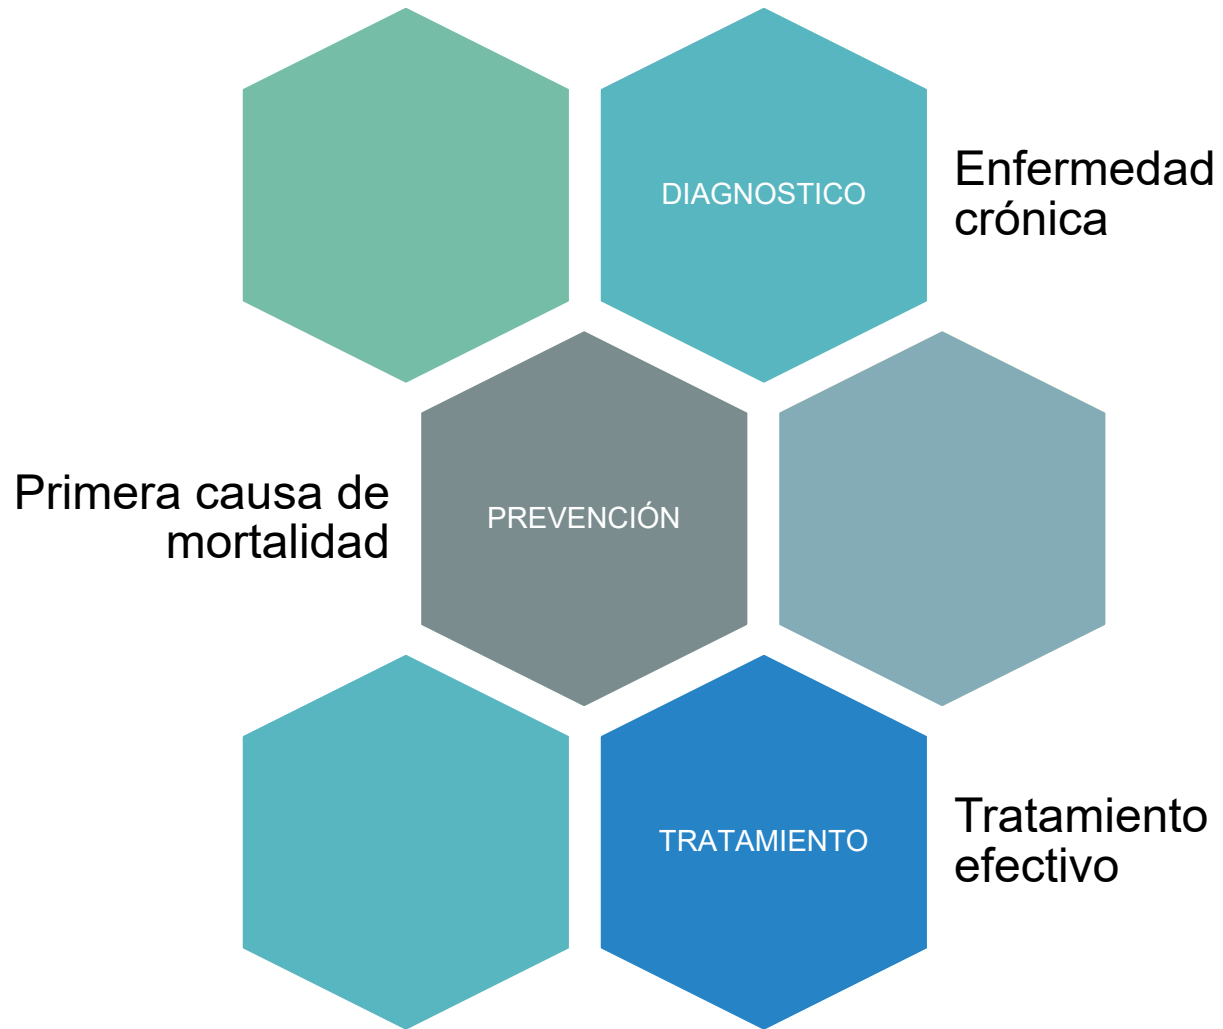 DIAGNOSTICO
Enfermedad
crónica
Primera causa de
mortalidad
PREVENCIÓN
TRATAMIENTO
Tratamiento
efectivo